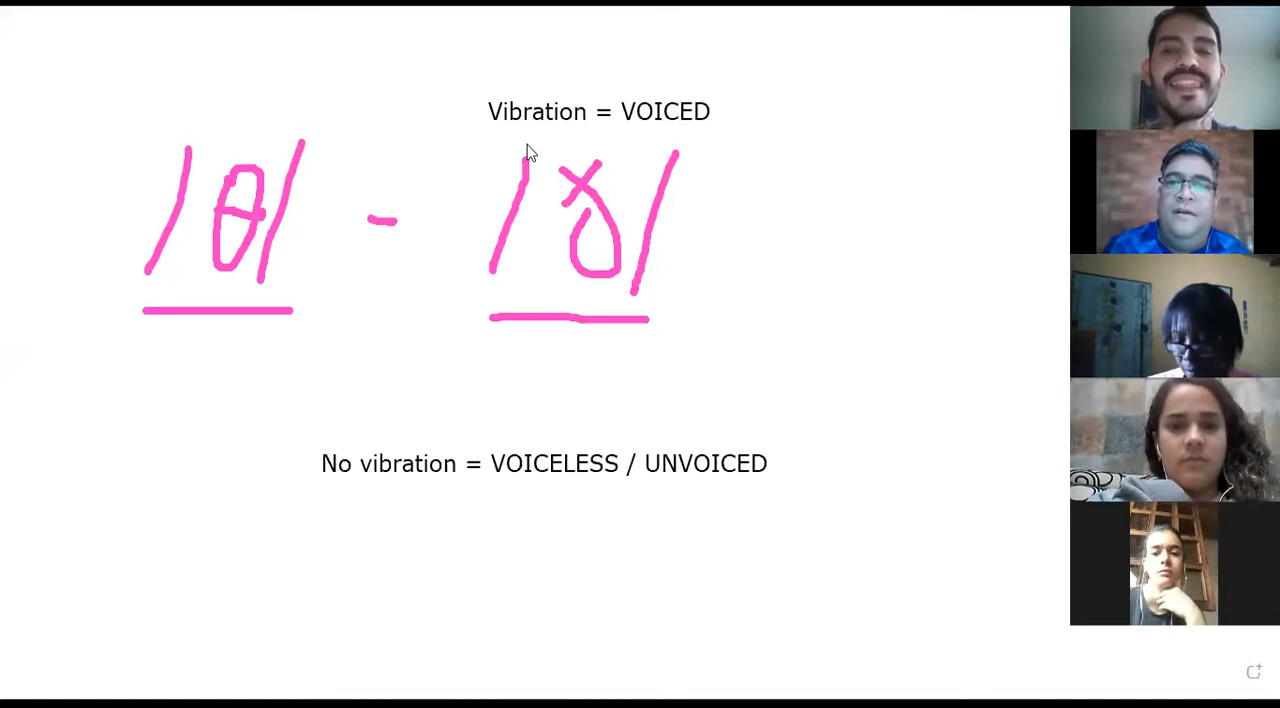 Vibration = VOICED
/θ/ - /ð/
No vibration = VOICELESS / UNVOICED